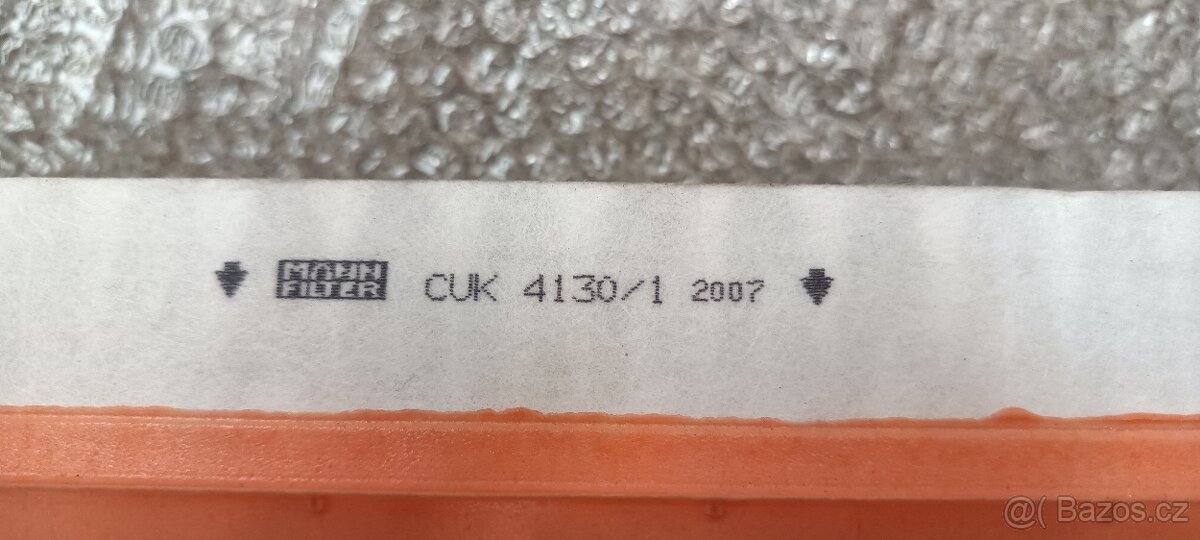 MANN
FILTER
CUK 4130/1 2007
@( Bazos.cz